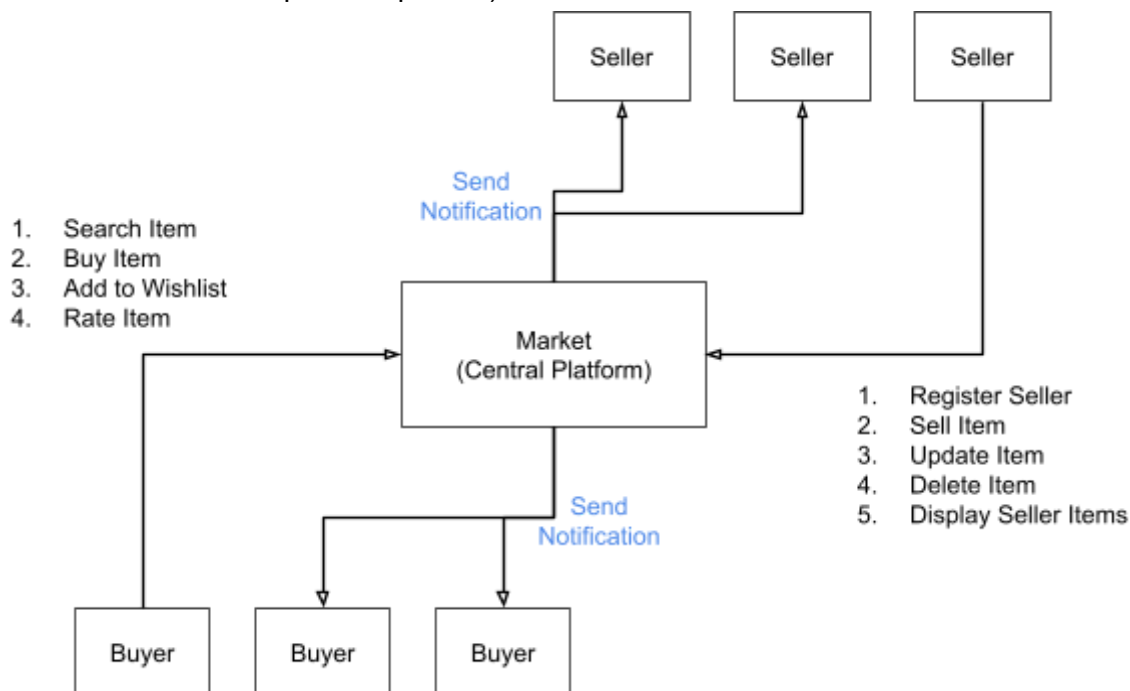 Seller
Seller
Seller
Send
Notification
1. Search Item
2. Buy Item
3. Add to Wishlist
4. Rate Item
Market
(Central Platform)
1. Register Seller
2. Sell Item
3. Update Item
4. Delete Item
5. Display Seller Items
Send
Notification
Buyer
Buyer
Buyer